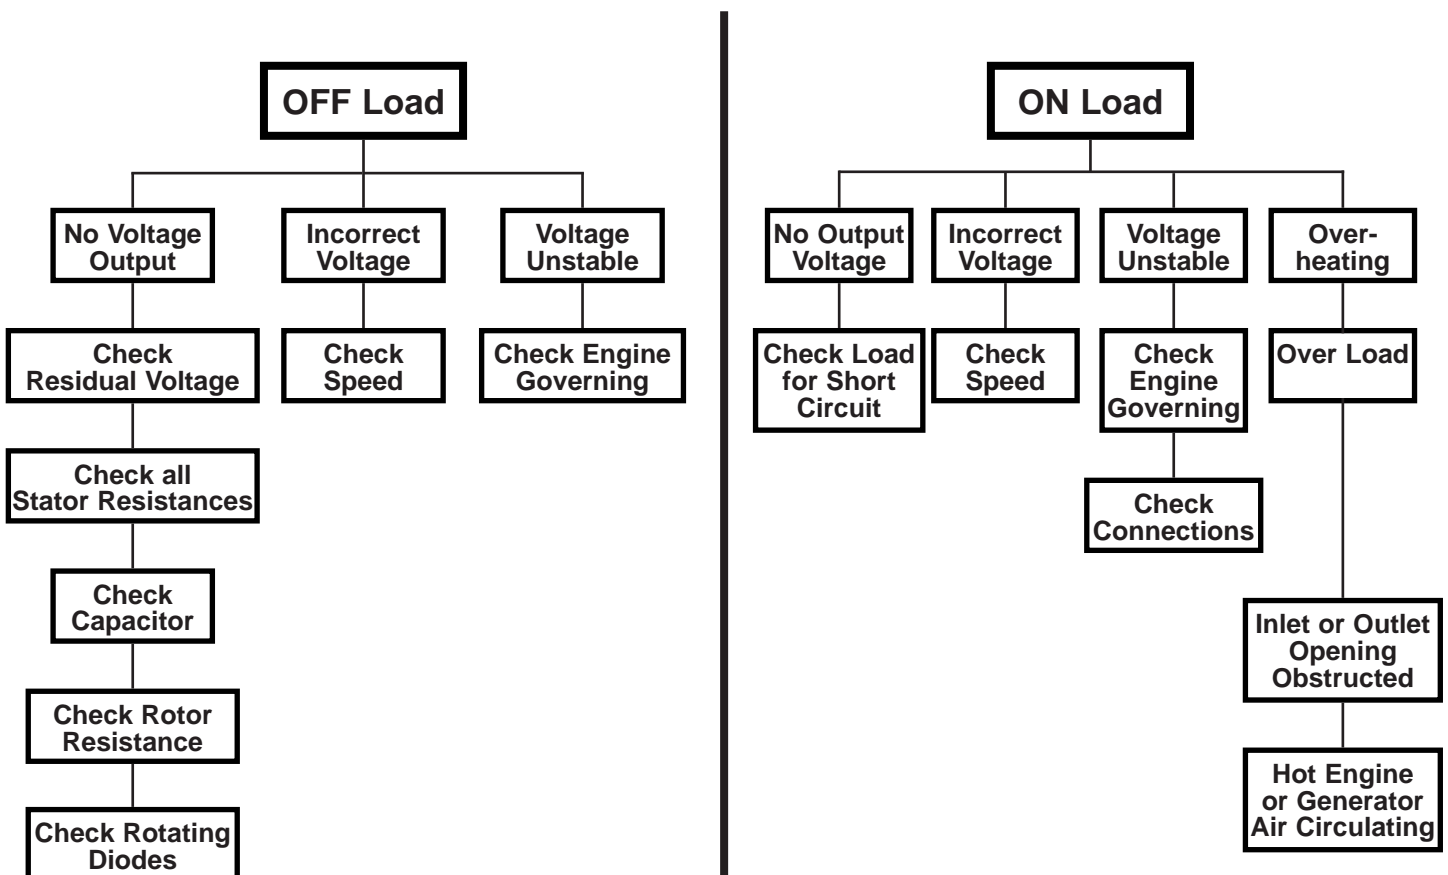 OFF Load
No Voltage
Output
Incorrect
Voltage
Voltage
Unstable
Check
Residual Voltage
Check
Speed
Check Engine
Governing
Check all
Stator Resistances
Check
Capacitor
Check Rotor
Resistance
Check Rotating
Diodes
ON Load
No Output
Voltage
Incorrect
Voltage
Voltage
Unstable
Over-
heating
Check Load
for Short
Circuit
Check
Speed
Check
Engine
Governing
Over Load
Check
Connections
Inlet or Outlet
Opening
Obstructed
Hot Engine
or Generator
Air Circulating